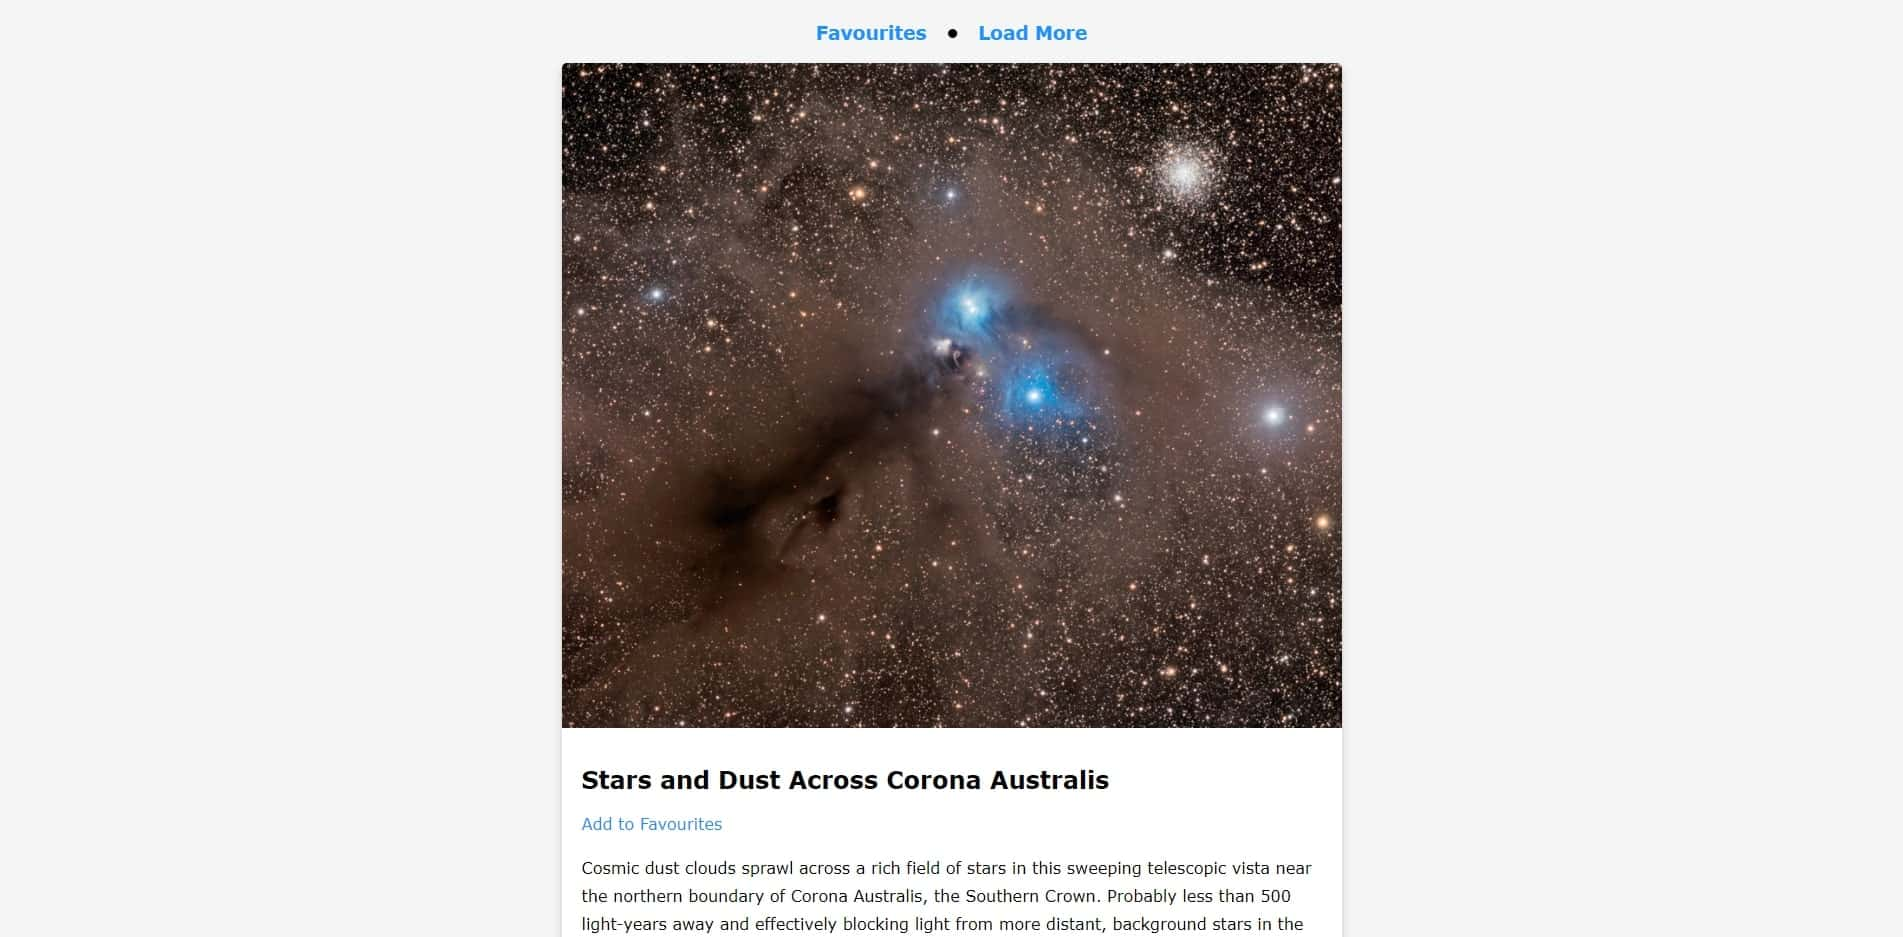 Favourites • Load More
Stars and Dust Across Corona Australis
Add to Favourites
Cosmic dust clouds sprawl across a rich field of stars in this sweeping telescopic vista near
the northern boundary of Corona Australis, the Southern Crown. Probably less than 500
light-years away and effectively blocking light from more distant, background stars in the